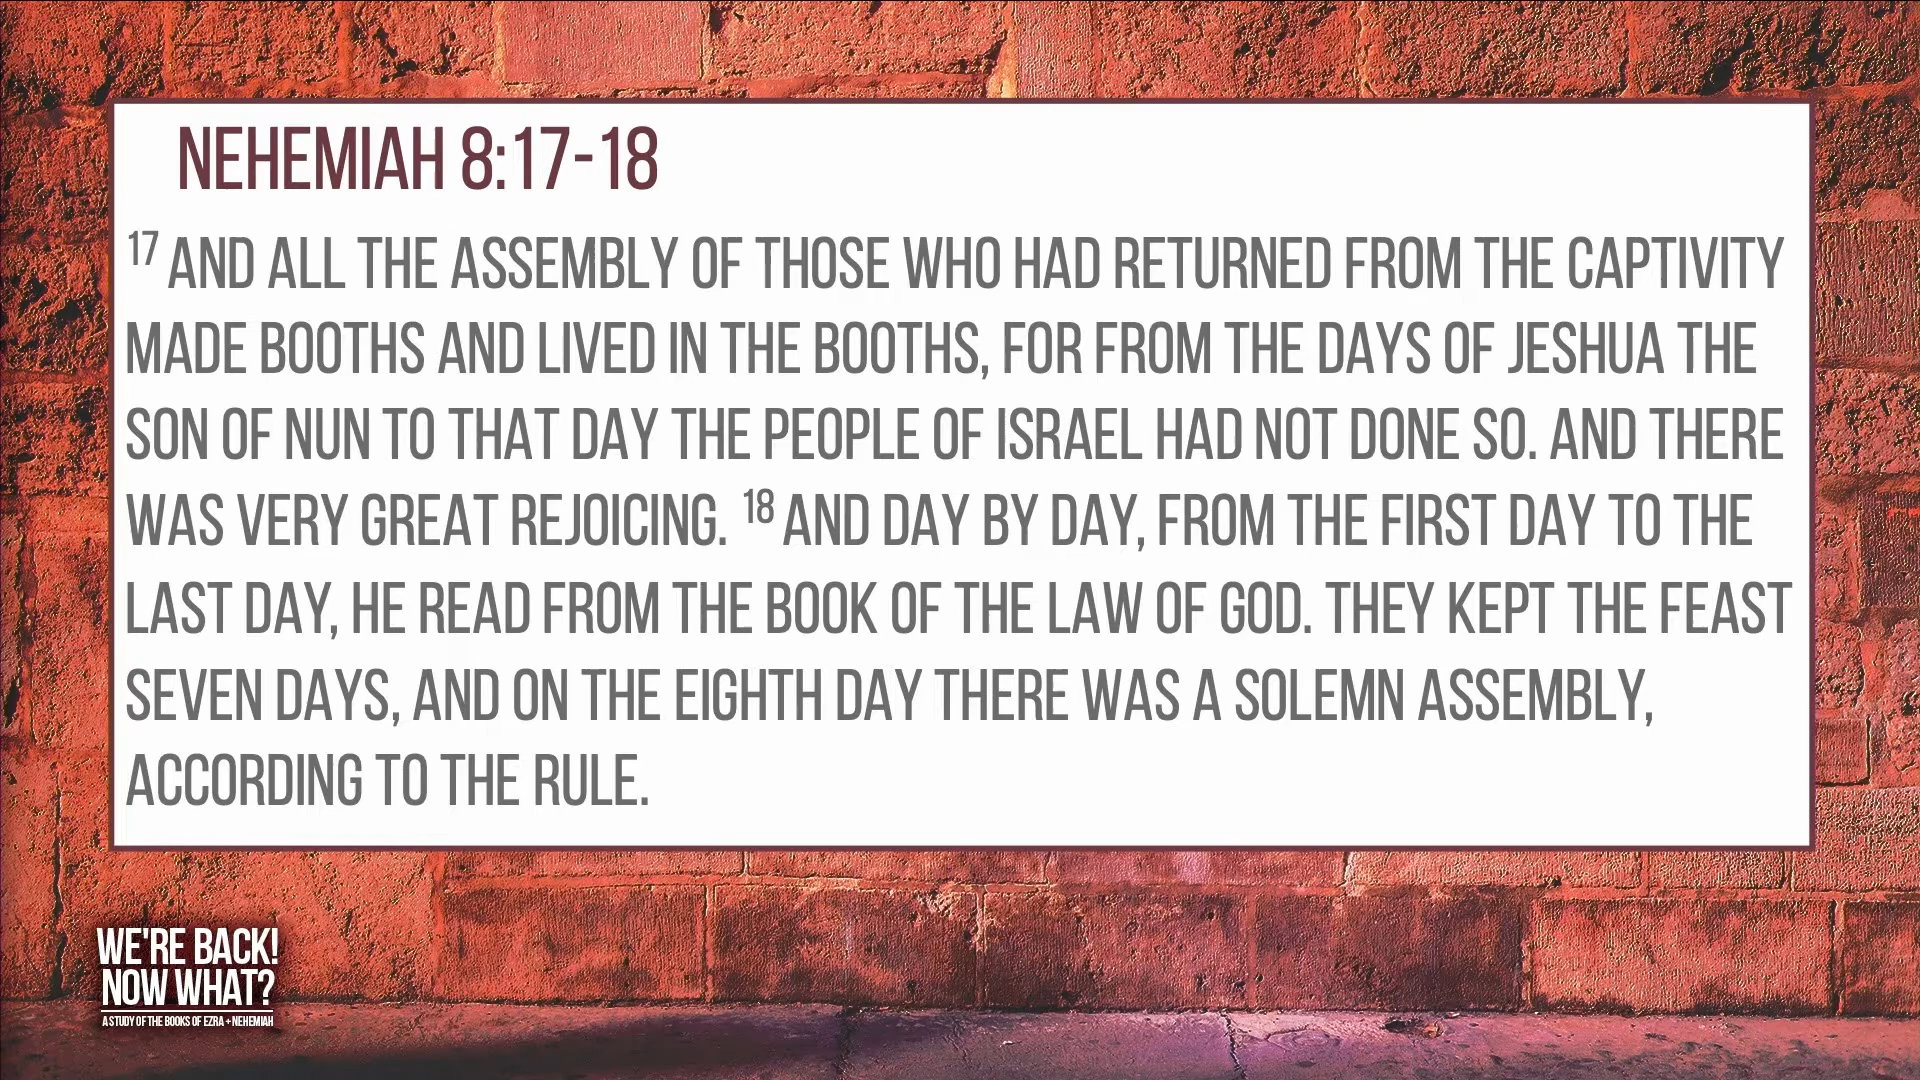 NEHEMIAH 8:17-18
17 AND ALL THE ASSEMBLY OF THOSE WHO HAD RETURNED FROM THE CAPTIVITY
MADE BOOTHS AND LIVED IN THE BOOTHS, FOR FROM THE DAYS OF JESHUA THE
SON OF NUN TO THAT DAY THE PEOPLE OF ISRAEL HAD NOT DONE SO. AND THERE
WAS VERY GREAT REJOICING. 18 AND DAY BY DAY, FROM THE FIRST DAY TO THE
LAST DAY, HE READ FROM THE BOOK OF THE LAW OF GOD. THEY KEPT THE FEAST
SEVEN DAYS, AND ON THE EIGHTH DAY THERE WAS A SOLEMN ASSEMBLY,
ACCORDING TO THE RULE.
WE'RE BACK!
NOW WHAT?
A STUDY OF THE BOOKS OF EZRA + NEHEMIAH